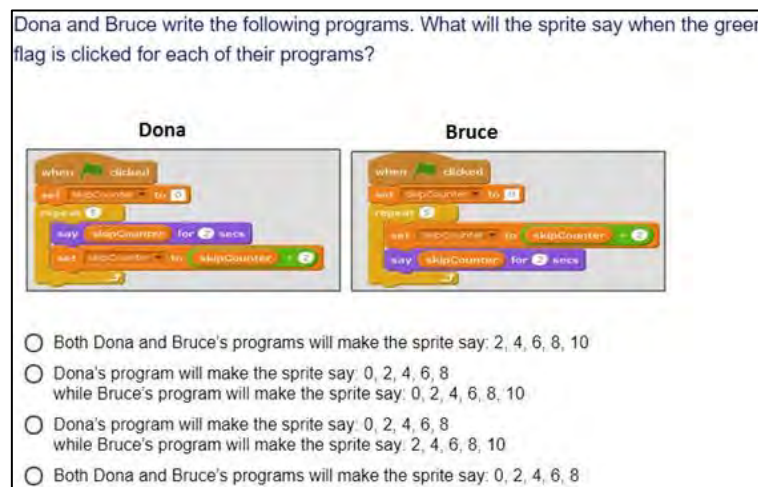 Dona and Bruce write the following programs. What will the sprite say when the green
flag is clicked for each of their programs?
Dona
Bruce
when clicked
set skipCounter to 0
repeat 5
say skipCounter for 2 secs
set skipCounter to skipCounter + 2
when clicked
set skipCounter to 0
repeat 5
set skipCounter to skipCounter + 2
say skipCounter for 2 secs
Both Dona and Bruce's programs will make the sprite say: 2, 4, 6, 8, 10
Dona's program will make the sprite say: 0, 2, 4, 6, 8
while Bruce's program will make the sprite say: 0, 2, 4, 6, 8, 10
Dona's program will make the sprite say: 0, 2, 4, 6, 8
while Bruce's program will make the sprite say: 2, 4, 6, 8, 10
Both Dona and Bruce's programs will make the sprite say: 0, 2, 4, 6, 8